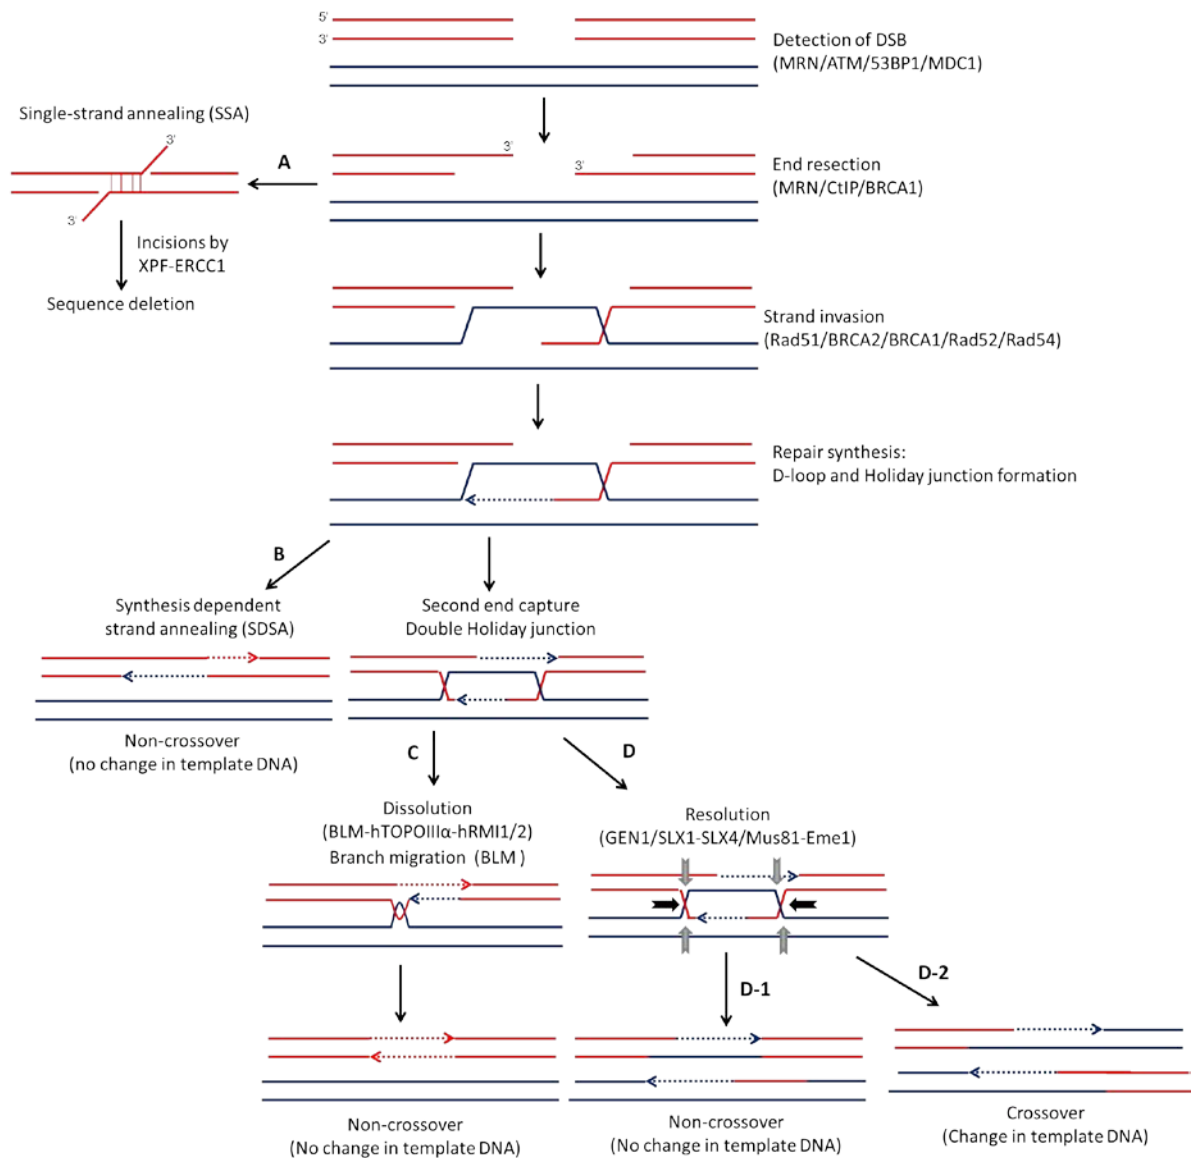 5'
3'
Detection of DSB
(MRN/ATM/53BP1/MDC1)
Single-strand annealing (SSA)
3'
3'
A
3'
3'
End resection
(MRN/CtIP/BRCA1)
Incisions by
XPF-ERCC1
Sequence deletion
Strand invasion
(Rad51/BRCA2/BRCA1/Rad52/Rad54)
Repair synthesis:
D-loop and Holiday junction formation
B
Synthesis dependent
strand annealing (SDSA)
Second end capture
Double Holiday junction
Non-crossover
(no change in template DNA)
C
D
Dissolution
(BLM-hTOPOIIIα-hRMI1/2)
Branch migration (BLM )
Resolution
(GEN1/SLX1-SLX4/Mus81-Eme1)
D-1
D-2
Non-crossover
(No change in template DNA)
Non-crossover
(No change in template DNA)
Crossover
(Change in template DNA)